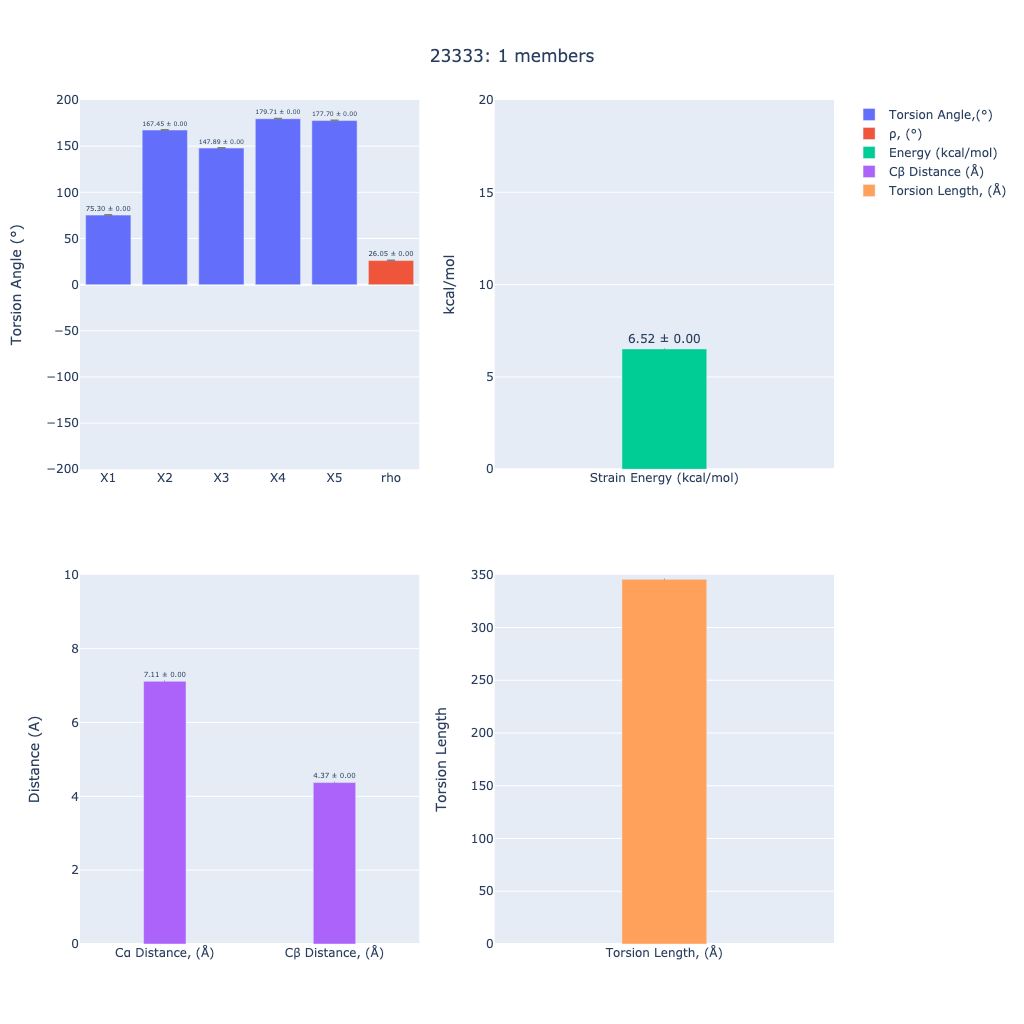 23333: 1 members
Torsion Angle (°)
200
150
100
50
0
−50
−100
−150
−200
75.30 ± 0.00
167.45 ± 0.00
147.89 ± 0.00
179.71 ± 0.00
177.70 ± 0.00
26.05 ± 0.00
X1 X2 X3 X4 X5 rho
kcal/mol
20
15
10
5
0
6.52 ± 0.00
Strain Energy (kcal/mol)
Torsion Angle,(°)
ρ, (°)
Energy (kcal/mol)
Cβ Distance (Å)
Torsion Length, (Å)
Distance (A)
10
8
6
4
2
0
7.11 ± 0.00
4.37 ± 0.00
Cα Distance, (Å) Cβ Distance, (Å)
Torsion Length
350
300
250
200
150
100
50
0
Torsion Length, (Å)